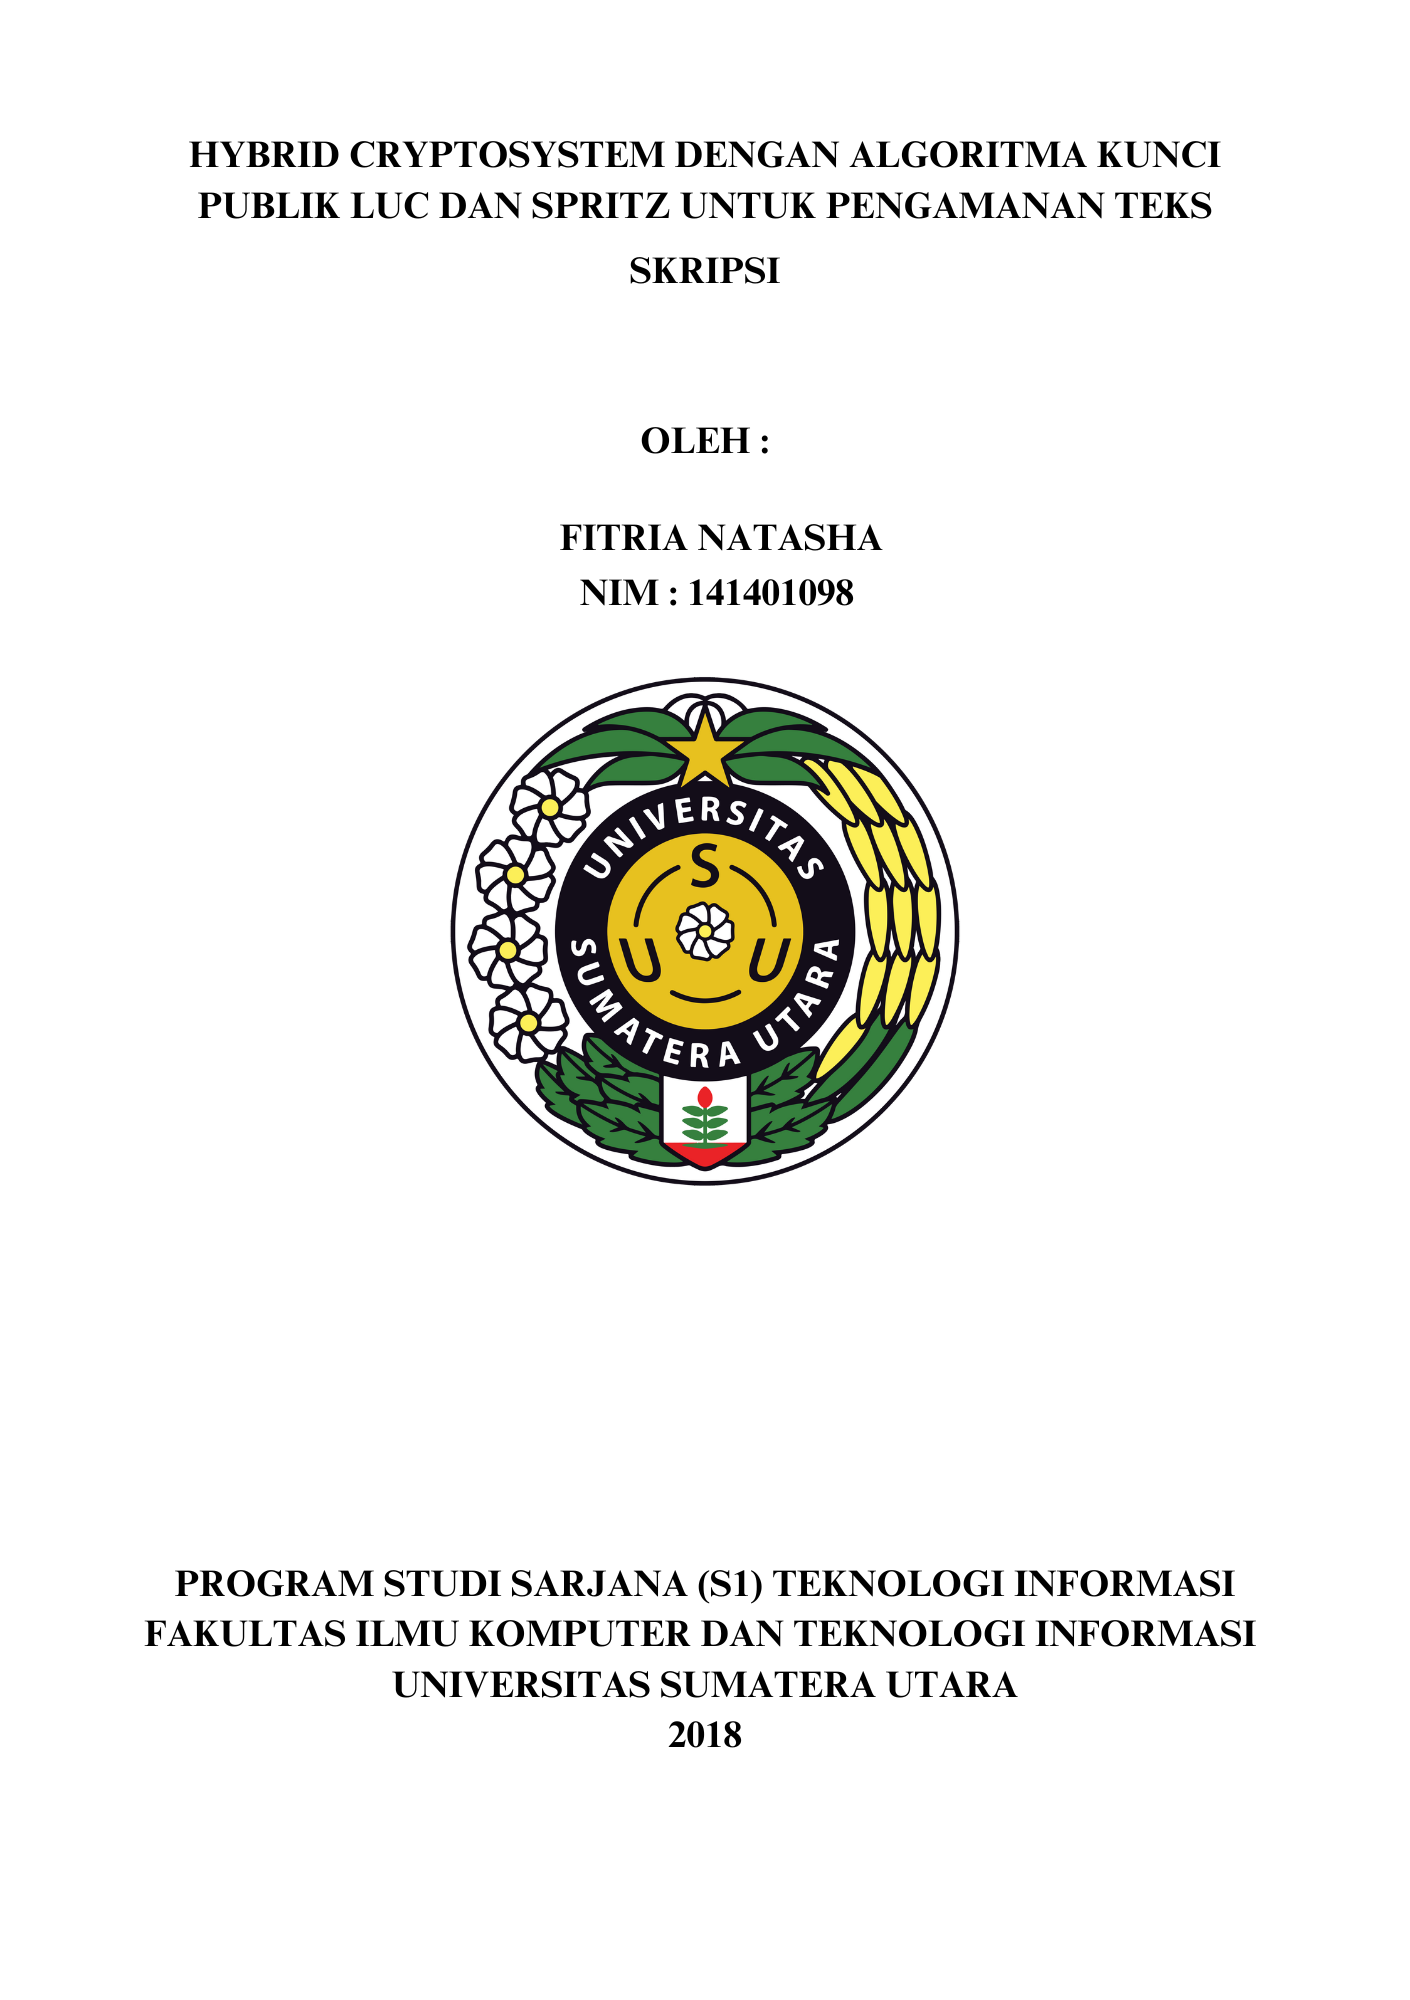 HYBRID CRYPTOSYSTEM DENGAN ALGORITMA KUNCI
PUBLIK LUC DAN SPRITZ UNTUK PENGAMANAN TEKS
SKRIPSI
OLEH :
FITRIA NATASHA
NIM : 141401098
UNIVERSITAS
SUMATERA UTARA
S
U U
PROGRAM STUDI SARJANA (S1) TEKNOLOGI INFORMASI
FAKULTAS ILMU KOMPUTER DAN TEKNOLOGI INFORMASI
UNIVERSITAS SUMATERA UTARA
2018